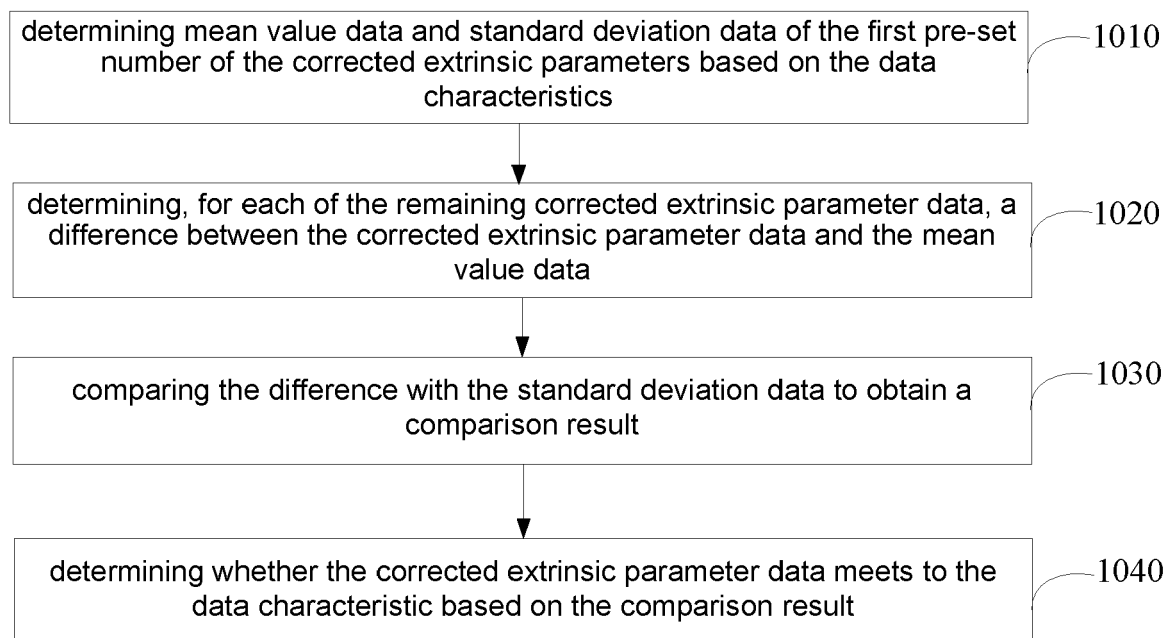 determining mean value data and standard deviation data of the first pre-set
number of the corrected extrinsic parameters based on the data
characteristics
1010
determining, for each of the remaining corrected extrinsic parameter data, a
difference between the corrected extrinsic parameter data and the mean
value data
1020
comparing the difference with the standard deviation data to obtain a
comparison result
1030
determining whether the corrected extrinsic parameter data meets to the
data characteristic based on the comparison result
1040